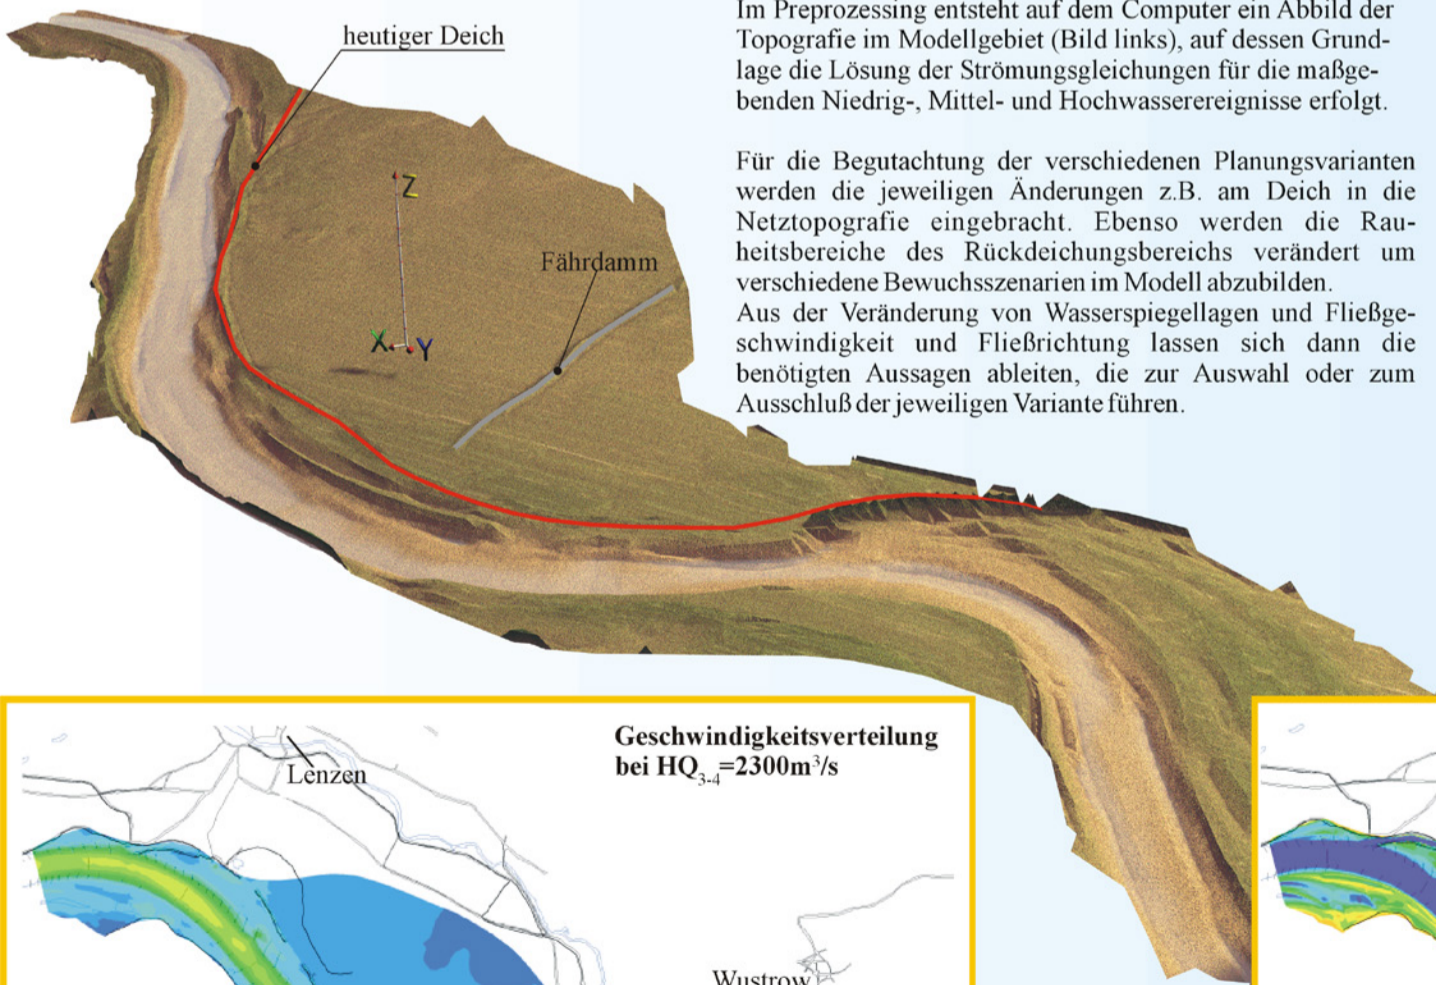 heutiger Deich
Im Preprozessing entsteht auf dem Computer ein Abbild der
Topografie im Modellgebiet (Bild links), auf dessen Grund-
lage die Lösung der Strömungsgleichungen für die maßge-
benden Niedrig-, Mittel- und Hochwasserereignisse erfolgt.
Für die Begutachtung der verschiedenen Planungsvarianten
werden die jeweiligen Änderungen z.B. am Deich in die
Netztopografie eingebracht. Ebenso werden die Rau-
heitsbereiche des Rückdeichungsbereichs verändert um
verschiedene Bewuchsszenarien im Modell abzubilden.
Aus der Veränderung von Wasserspiegellagen und Fließge-
schwindigkeit und Fließrichtung lassen sich dann die
benötigten Aussagen ableiten, die zur Auswahl oder zum
Ausschluß der jeweiligen Variante führen.
Z
Fährdamm
X Y
Geschwindigkeitsverteilung
bei HQ3-4=2300m³/s
Lenzen
Wustrow